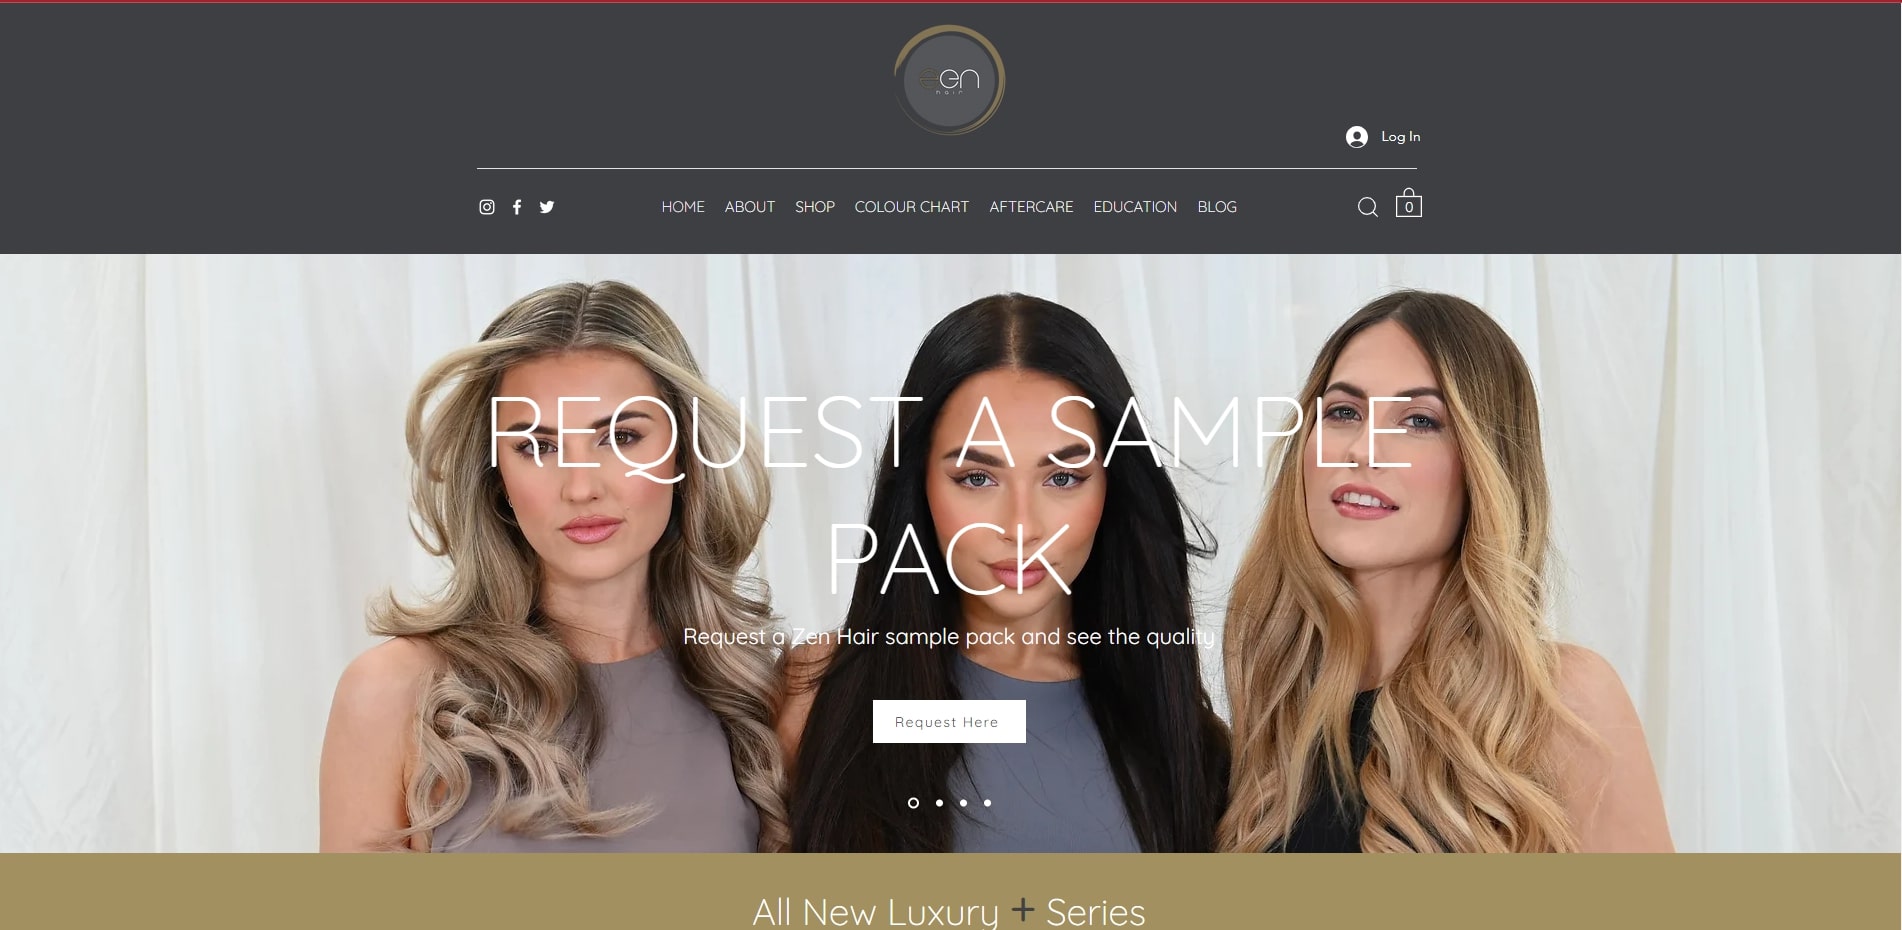 een
hair
Log In
HOME ABOUT SHOP COLOUR CHART AFTERCARE EDUCATION BLOG
0
REQUEST A SAMPLE
PACK
Request a Zen Hair sample pack and see the quality
Request Here
All New Luxury + Series